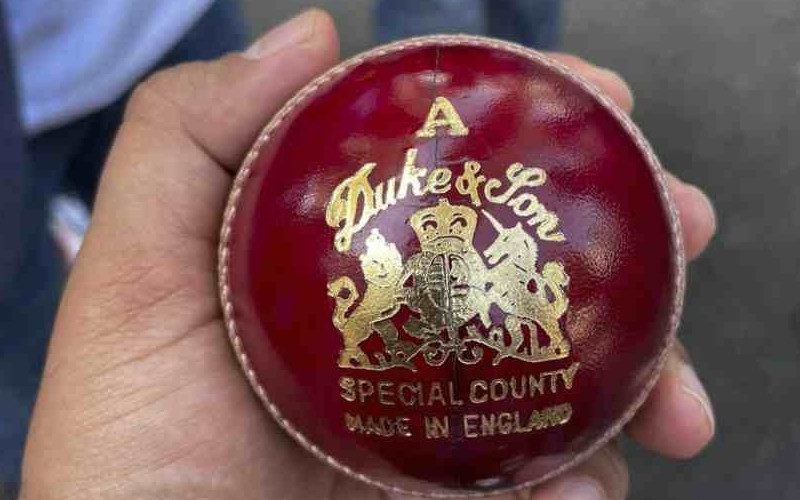 A
Duke & Son
SPECIAL COUNTY
MADE IN ENGLAND